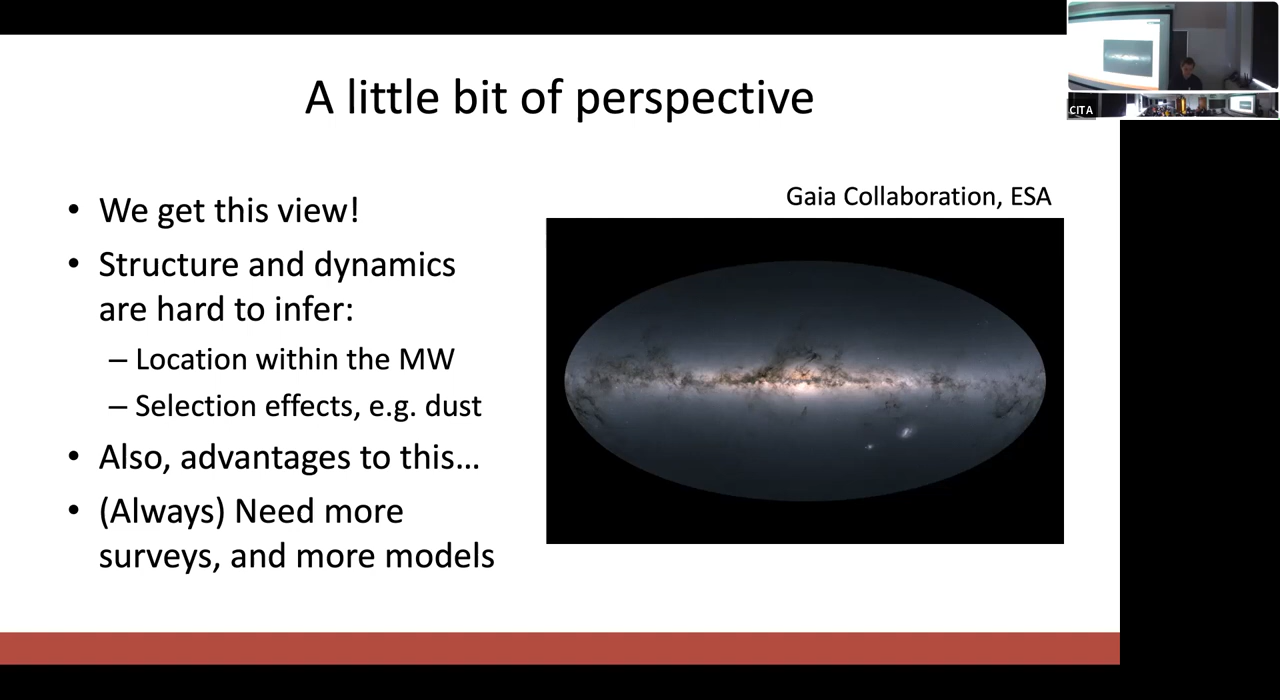 A little bit of perspective
• We get this view!
• Structure and dynamics
are hard to infer:
– Location within the MW
– Selection effects, e.g. dust
• Also, advantages to this...
• (Always) Need more
surveys, and more models
Gaia Collaboration, ESA
CITA